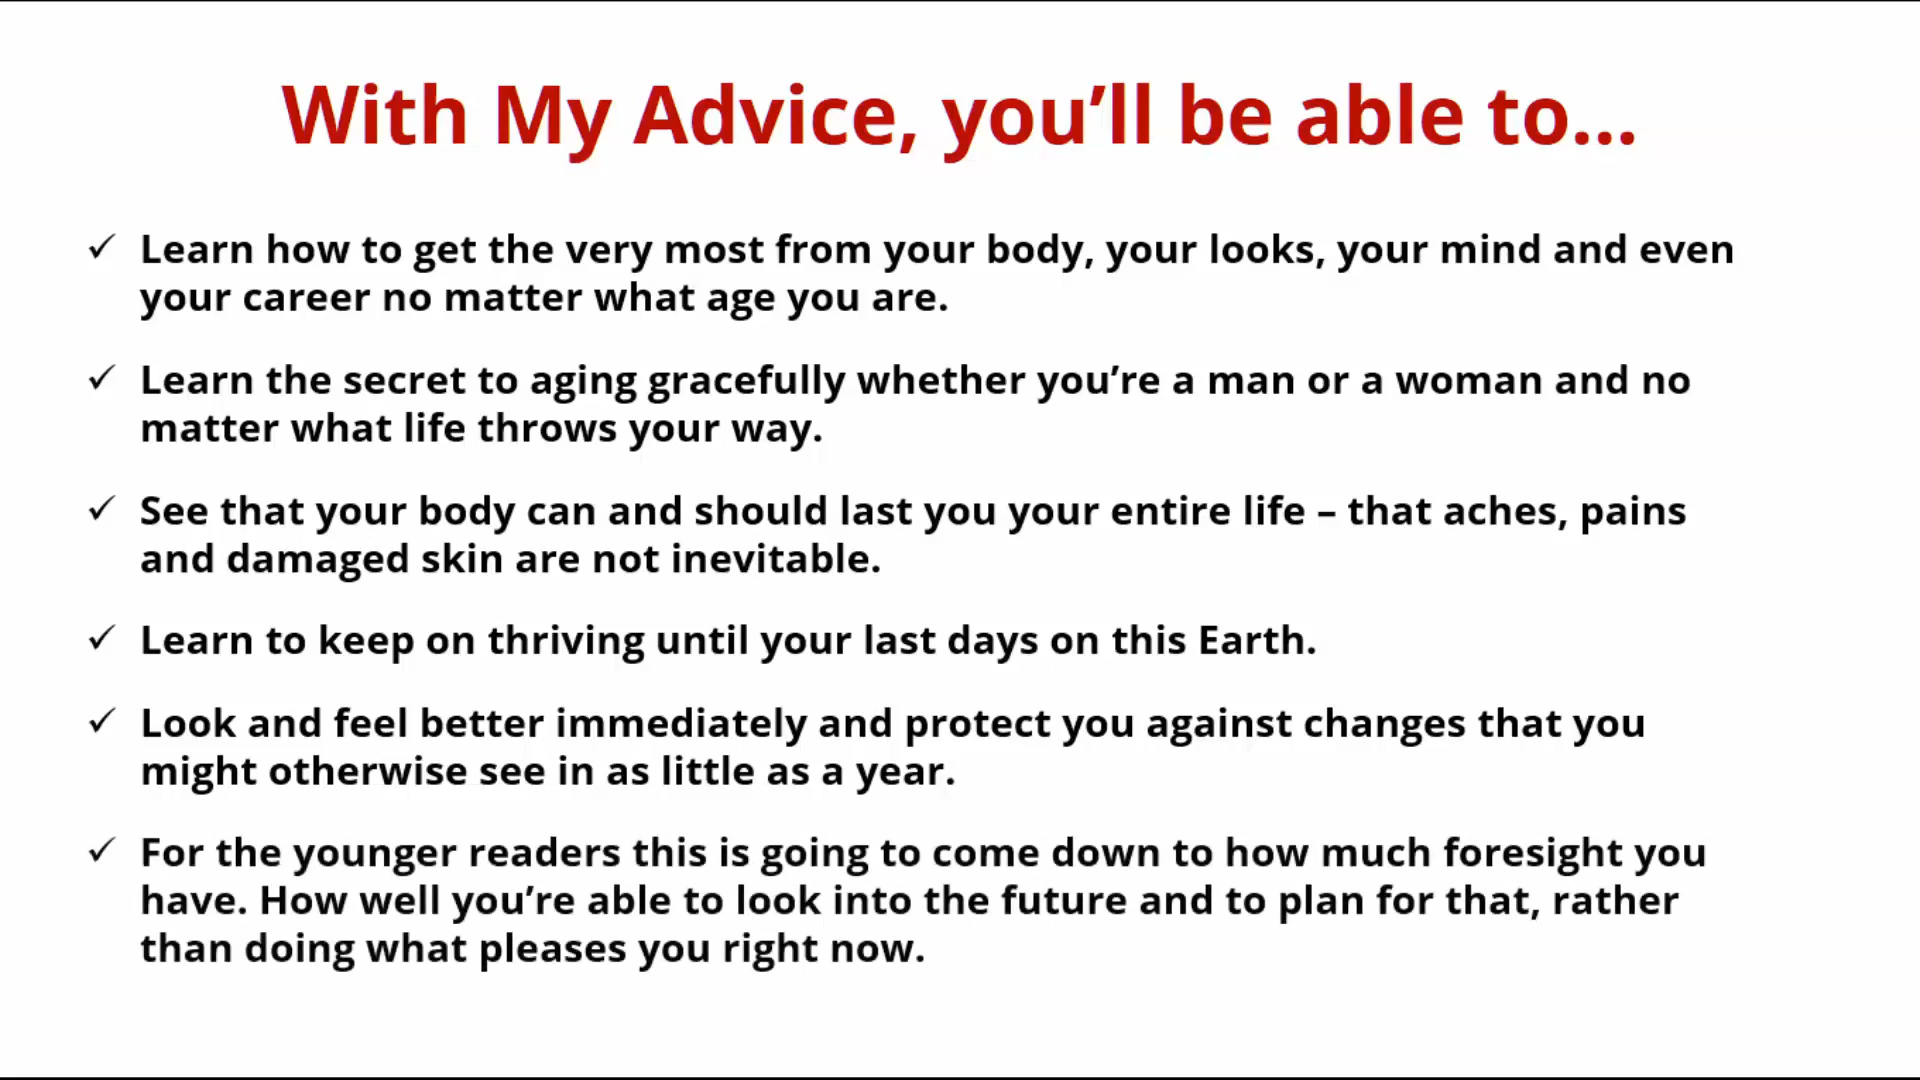 With My Advice, you’ll be able to...
✓ Learn how to get the very most from your body, your looks, your mind and even
your career no matter what age you are.
✓ Learn the secret to aging gracefully whether you’re a man or a woman and no
matter what life throws your way.
✓ See that your body can and should last you your entire life – that aches, pains
and damaged skin are not inevitable.
✓ Learn to keep on thriving until your last days on this Earth.
✓ Look and feel better immediately and protect you against changes that you
might otherwise see in as little as a year.
✓ For the younger readers this is going to come down to how much foresight you
have. How well you’re able to look into the future and to plan for that, rather
than doing what pleases you right now.